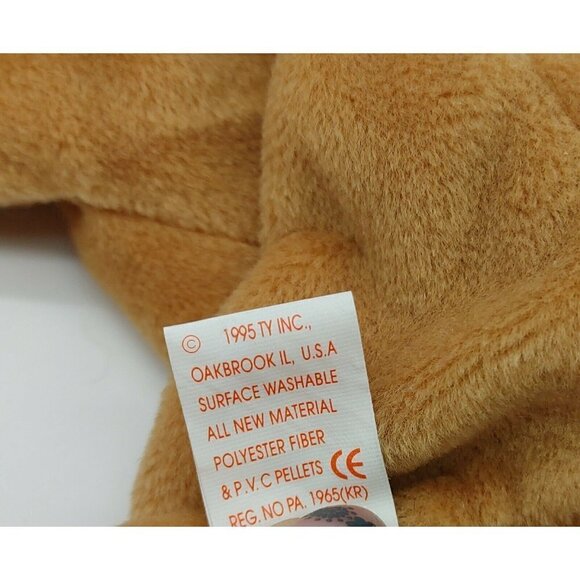 © 1995 TY INC.,
OAKBROOK IL, U.S.A
SURFACE WASHABLE
ALL NEW MATERIAL
POLYESTER FIBER
& P.V.C PELLETS CE
REG. NO PA. 1965(KR)